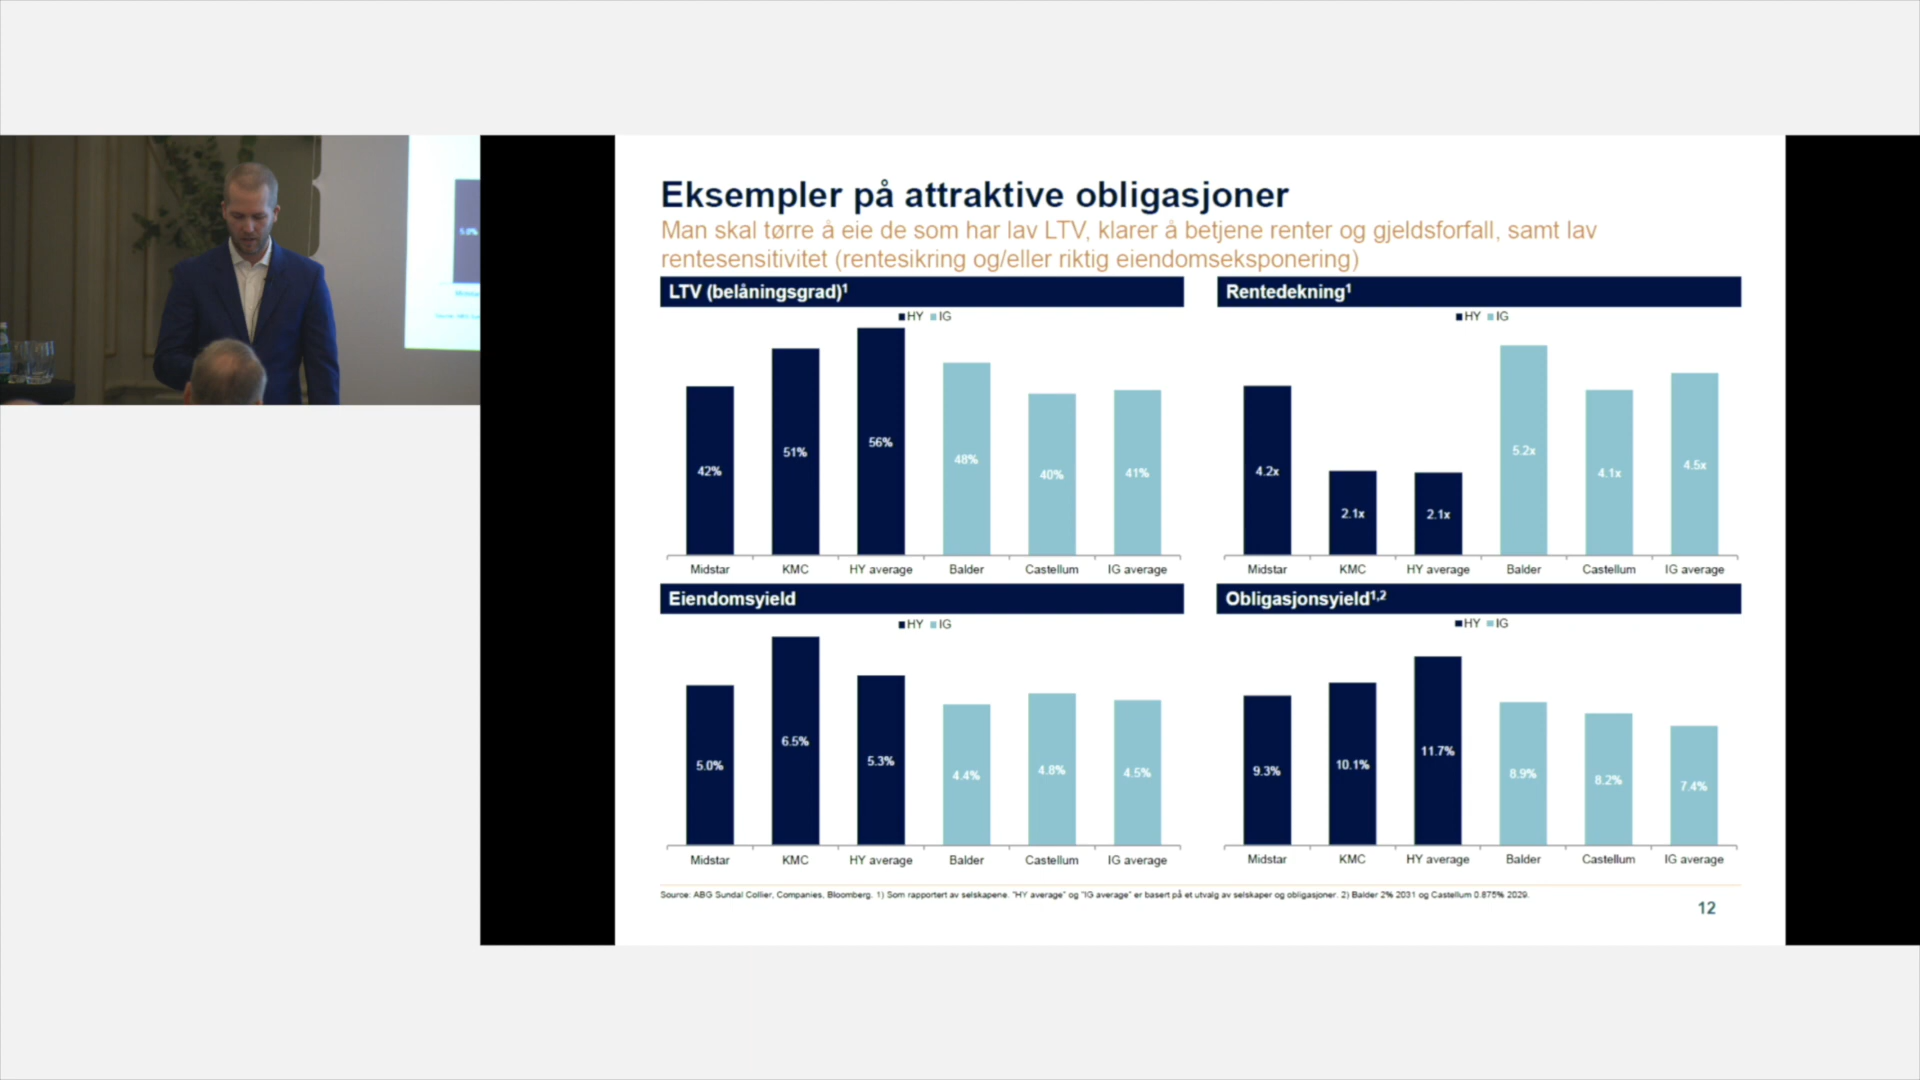 Eksempler på attraktive obligasjoner
Man skal tørre å eie de som har lav LTV, klarer å betjene renter og gjeldsforfall, samt lav
rentesensitivitet (rentesikring og/eller riktig eiendomseksponering)
LTV (belåningsgrad)¹
HY IG
42% 51% 56% 48% 40% 41%
Midstar KMC HY average Balder Castellum IG average
Rentedekning¹
HY IG
4.2x 2.1x 2.1x 5.2x 4.1x 4.5x
Midstar KMC HY average Balder Castellum IG average
Eiendomsyield
HY IG
5.0% 6.5% 5.3% 4.4% 4.8% 4.5%
Midstar KMC HY average Balder Castellum IG average
Obligasjonsyield¹,²
HY IG
9.3% 10.1% 11.7% 8.9% 8.2% 7.4%
Midstar KMC HY average Balder Castellum IG average
Source: ABG Sundal Collier, Companies, Bloomberg. 1) Som rapportert av selskapene. "HY average" og "IG average" er basert på et utvalg av selskaper og obligasjoner. 2) Balder 2% 2031 og Castellum 0.875% 2029.
12